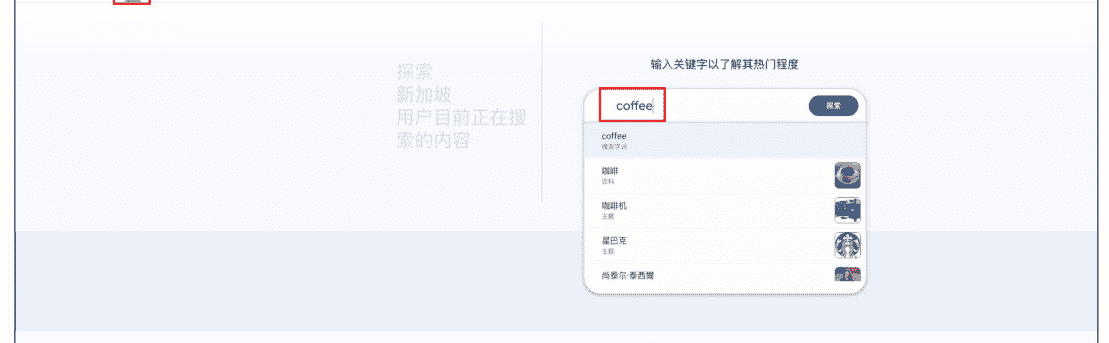 探索
新加坡
用户目前正在搜
索的内容
输入关键字以了解其热门程度
coffee
探索
coffee
搜索字词
咖啡
饮料
咖啡机
主题
星巴克
主题
尚泰尔·泰西爾